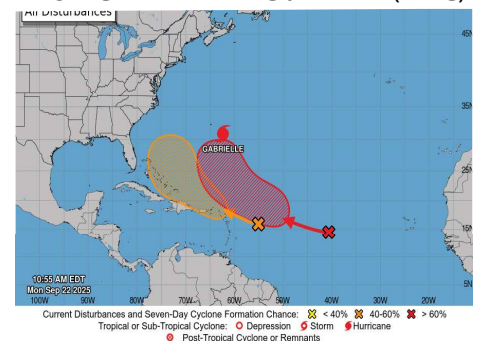 All Disturbances
45N
35N
GABRIELLE
25N
15N
10:55 AM EDT
Mon Sep 22 2025
5N
100W 90W 80W 70W 60W 50W 40W 30W 20W
Current Disturbances and Seven-Day Cyclone Formation Chance: < 40% 40-60% > 60%
Tropical or Sub-Tropical Cyclone: Depression Storm Hurricane
Post-Tropical Cyclone or Remnants